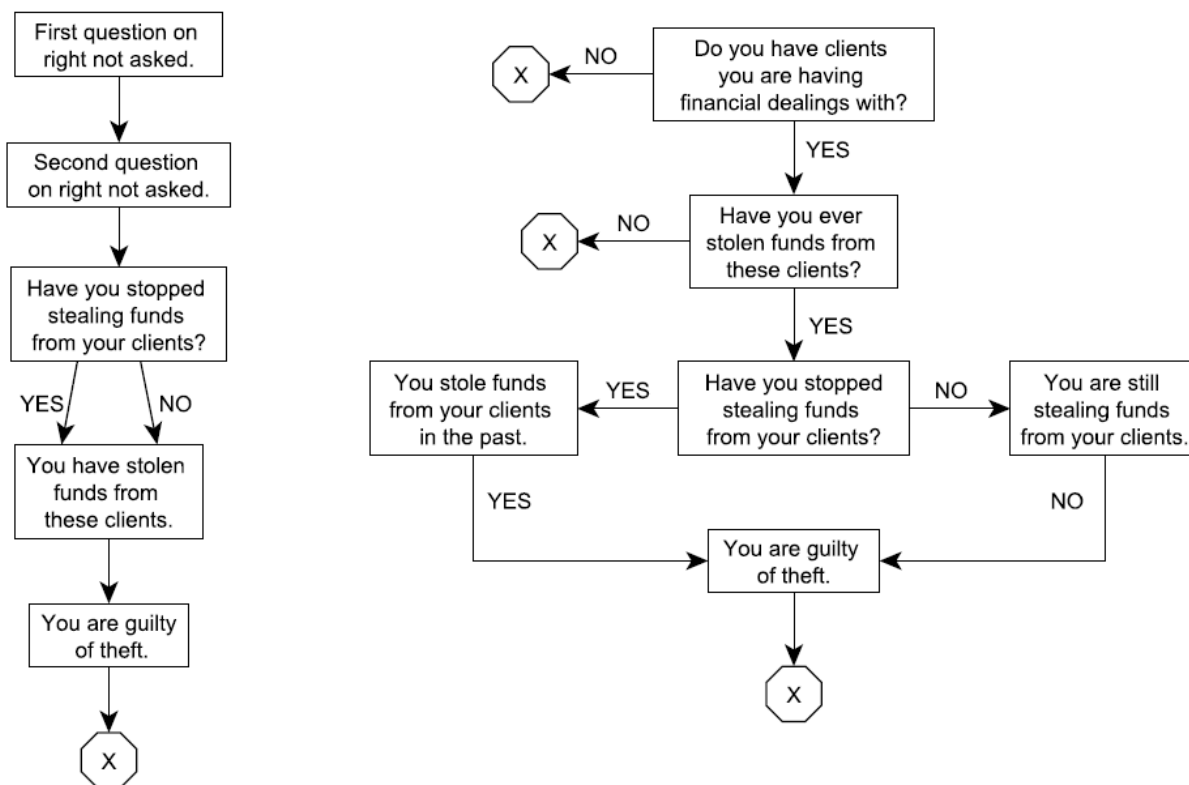 First question on
right not asked.
Second question
on right not asked.
Have you stopped
stealing funds
from your clients?
YES
NO
You have stolen
funds from
these clients.
You are guilty
of theft.
X
Do you have clients
you are having
financial dealings with?
NO
X
YES
Have you ever
stolen funds from
these clients?
NO
X
YES
Have you stopped
stealing funds
from your clients?
YES
You stole funds
from your clients
in the past.
NO
You are still
stealing funds
from your clients.
YES
NO
You are guilty
of theft.
X